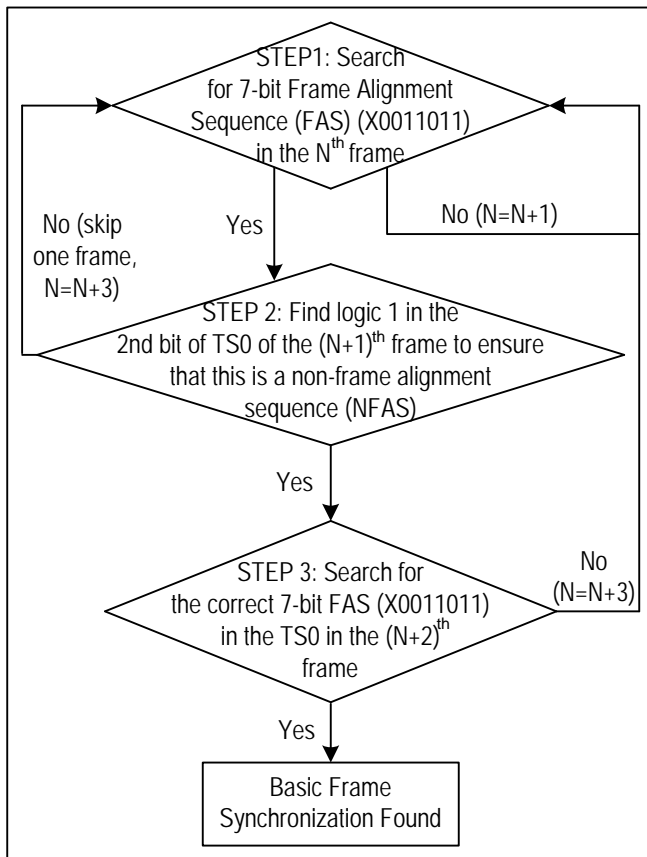 STEP1: Search
for 7-bit Frame Alignment
Sequence (FAS) (X0011011)
in the Nth frame
No (N=N+1)
Yes
No (skip
one frame,
N=N+3)
STEP 2: Find logic 1 in the
2nd bit of TS0 of the (N+1)th frame to ensure
that this is a non-frame alignment
sequence (NFAS)
Yes
STEP 3: Search for
the correct 7-bit FAS (X0011011)
in the TS0 in the (N+2)th
frame
No
(N=N+3)
Yes
Basic Frame
Synchronization Found